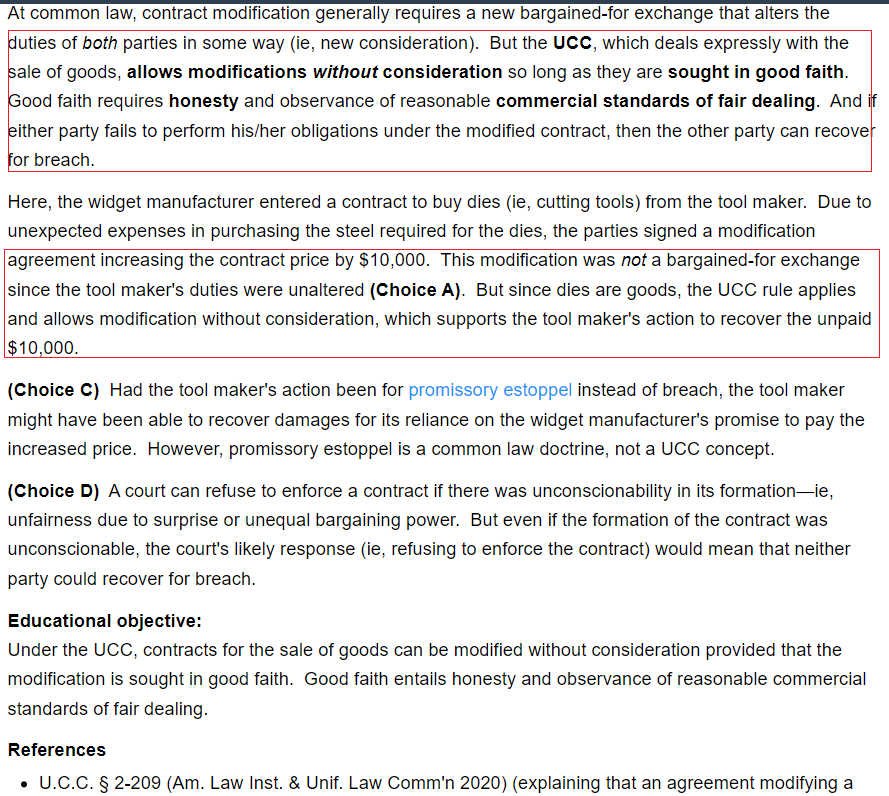 At common law, contract modification generally requires a new bargained-for exchange that alters the
duties of both parties in some way (ie, new consideration).  But the UCC, which deals expressly with the
sale of goods, allows modifications without consideration so long as they are sought in good faith.
Good faith requires honesty and observance of reasonable commercial standards of fair dealing.  And if
either party fails to perform his/her obligations under the modified contract, then the other party can recover
for breach.
Here, the widget manufacturer entered a contract to buy dies (ie, cutting tools) from the tool maker.  Due to
unexpected expenses in purchasing the steel required for the dies, the parties signed a modification
agreement increasing the contract price by $10,000.  This modification was not a bargained-for exchange
since the tool maker's duties were unaltered (Choice A).  But since dies are goods, the UCC rule applies
and allows modification without consideration, which supports the tool maker's action to recover the unpaid
$10,000.
(Choice C)  Had the tool maker's action been for promissory estoppel instead of breach, the tool maker
might have been able to recover damages for its reliance on the widget manufacturer's promise to pay the
increased price.  However, promissory estoppel is a common law doctrine, not a UCC concept.
(Choice D)  A court can refuse to enforce a contract if there was unconscionability in its formation—ie,
unfairness due to surprise or unequal bargaining power.  But even if the formation of the contract was
unconscionable, the court's likely response (ie, refusing to enforce the contract) would mean that neither
party could recover for breach.
Educational objective:
Under the UCC, contracts for the sale of goods can be modified without consideration provided that the
modification is sought in good faith.  Good faith entails honesty and observance of reasonable commercial
standards of fair dealing.
References
• U.C.C. § 2-209 (Am. Law Inst. & Unif. Law Comm'n 2020) (explaining that an agreement modifying a